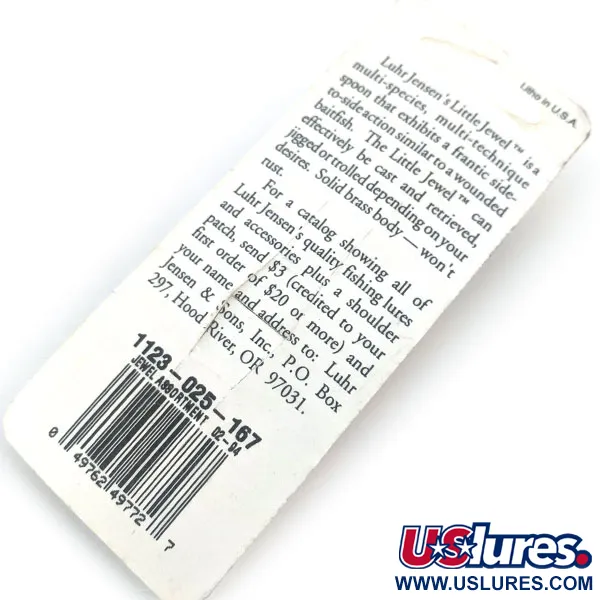 Litho in U.S.A.
Luhr Jensen's Little Jewel™ is a
multi-species, multi-technique
spoon that exhibits a frantic side-
to-side action similar to a wounded
baitfish. The Little Jewel™ can
effectively be cast and retrieved,
jigged or trolled depending on your
desires. Solid brass body — won't
rust.
For a catalog showing all of
Luhr Jensen's quality fishing lures
and accessories plus a shoulder
patch, send $3 (credited to your
first order of $20 or more) and
your name and address to: Luhr
Jensen & Sons, Inc., P.O. Box
297, Hood River, OR 97031.
1123-025-167
JEWEL ASSORTMENT 02-04
0 49762 49772 7
USlures.
WWW.USLURES.COM